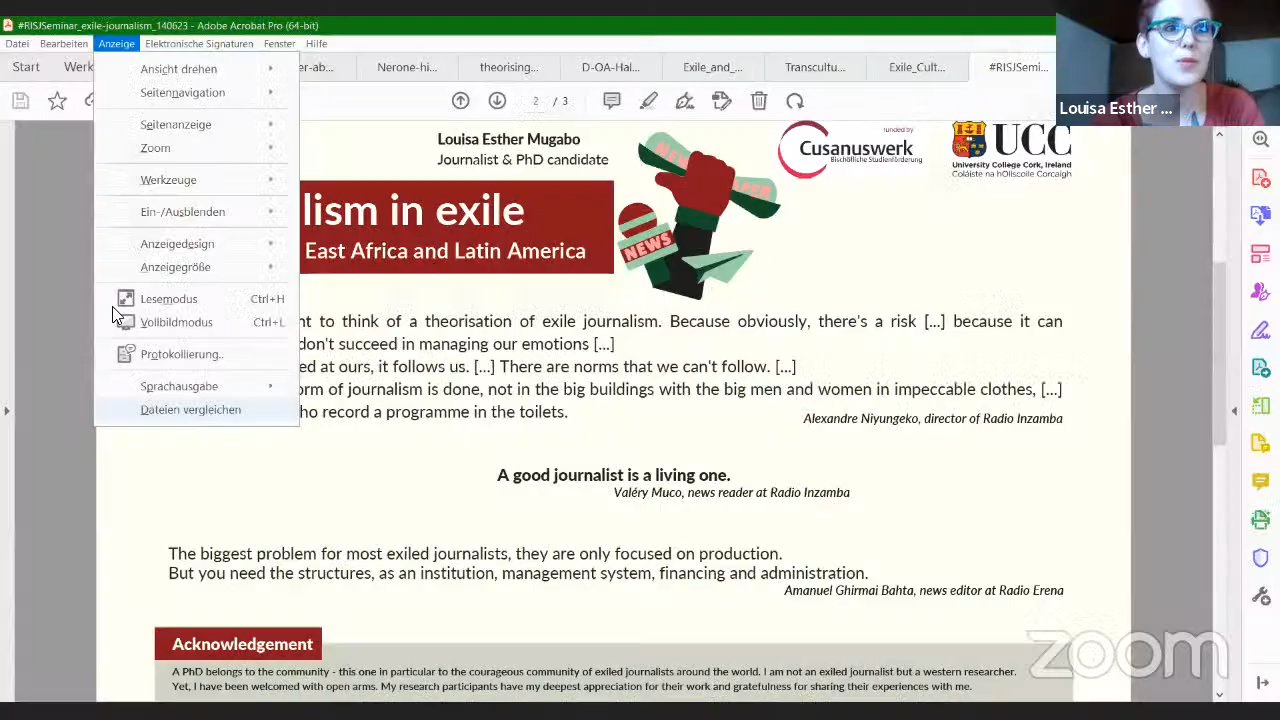 #RISJSeminar_exile-journalism_140623 - Adobe Acrobat Pro (64-bit)
Datei Bearbeiten Anzeige Elektronische Signaturen Fenster Hilfe
Start Werk er-ab... Nerone-hi... theorising... D-OA-Hal... Exile_and_... Transcultu... Exile_Cult... #RISJSemi...
Louisa Esther ...
2 / 3
Ansicht drehen
Seitennavigation
Seitenanzeige
Zoom
Werkzeuge
Ein-/Ausblenden
Anzeigedesign
Anzeigegröße
Lesemodus Ctrl+H
Vollbildmodus Ctrl+L
Protokollierung...
Sprachausgabe
Dateien vergleichen
Louisa Esther Mugabo
Journalist & PhD candidate
NEWS
PAPER
NEWS
funded by
Cusanuswerk
Bischöfliche Studienförderung
UCC
University College Cork, Ireland
Coláiste na hOllscoile Corcaigh
lism in exile
East Africa and Latin America
nt to think of a theorisation of exile journalism. Because obviously, there's a risk [...] because it can
don't succeed in managing our emotions [...]
ed at ours, it follows us. [...] There are norms that we can't follow. [...]
orm of journalism is done, not in the big buildings with the big men and women in impeccable clothes, [...]
ho record a programme in the toilets.
Alexandre Niyungeko, director of Radio Inzamba
A good journalist is a living one.
Valéry Muco, news reader at Radio Inzamba
The biggest problem for most exiled journalists, they are only focused on production.
But you need the structures, as an institution, management system, financing and administration.
Amanuel Ghirmai Bahta, news editor at Radio Erena
Acknowledgement
A PhD belongs to the community - this one in particular to the courageous community of exiled journalists around the world. I am not an exiled journalist but a western researcher.
Yet, I have been welcomed with open arms. My research participants have my deepest appreciation for their work and gratefulness for sharing their experiences with me.
zoom